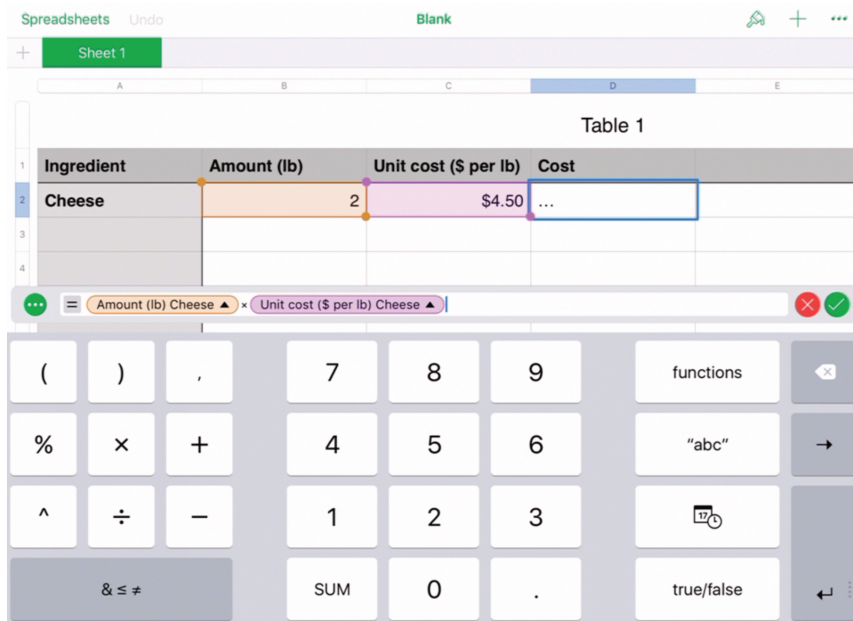 Spreadsheets Undo Blank
Sheet 1
A B C D E
Table 1
1 Ingredient Amount (lb) Unit cost ($ per lb) Cost
2 Cheese 2 $4.50 ...
3
4
= Amount (lb) Cheese ▲ × Unit cost ($ per lb) Cheese ▲
( ) , 7 8 9 functions
% × + 4 5 6 "abc"
^ ÷ − 1 2 3 17
& ≤ ≠ SUM 0 . true/false